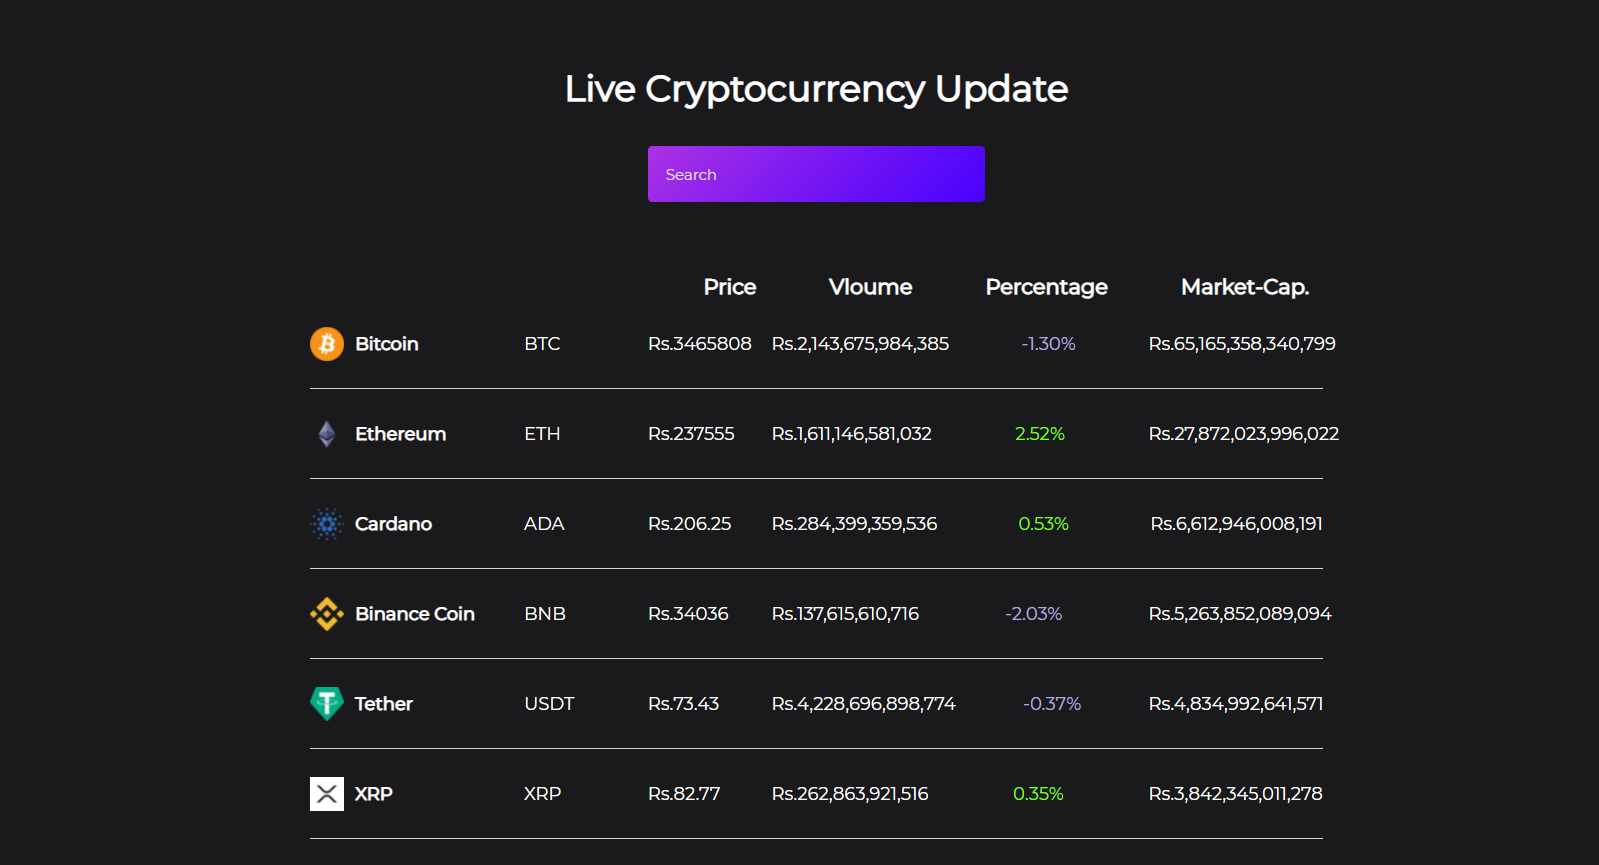 Live Cryptocurrency Update
Search
Price Vloume Percentage Market-Cap.
Bitcoin BTC Rs.3465808 Rs.2,143,675,984,385 -1.30% Rs.65,165,358,340,799
Ethereum ETH Rs.237555 Rs.1,611,146,581,032 2.52% Rs.27,872,023,996,022
Cardano ADA Rs.206.25 Rs.284,399,359,536 0.53% Rs.6,612,946,008,191
Binance Coin BNB Rs.34036 Rs.137,615,610,716 -2.03% Rs.5,263,852,089,094
Tether USDT Rs.73.43 Rs.4,228,696,898,774 -0.37% Rs.4,834,992,641,571
XRP XRP Rs.82.77 Rs.262,863,921,516 0.35% Rs.3,842,345,011,278